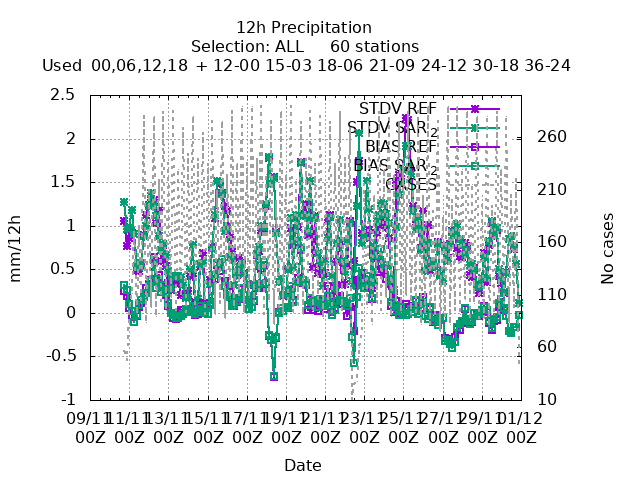 12h Precipitation
Selection: ALL     60 stations
Used  00,06,12,18  + 12-00 15-03 18-06 21-09 24-12 30-18 36-24
STDV REF
STDV SAR2
BIAS REF
BIAS SAR2
CASES
2.5
2
1.5
1
0.5
0
-0.5
-1
mm/12h
260
210
160
110
60
10
No cases
09/11 11/11 13/11 15/11 17/11 19/11 21/11 23/11 25/11 27/11 29/11 01/12
00Z 00Z 00Z 00Z 00Z 00Z 00Z 00Z 00Z 00Z 00Z 00Z
Date